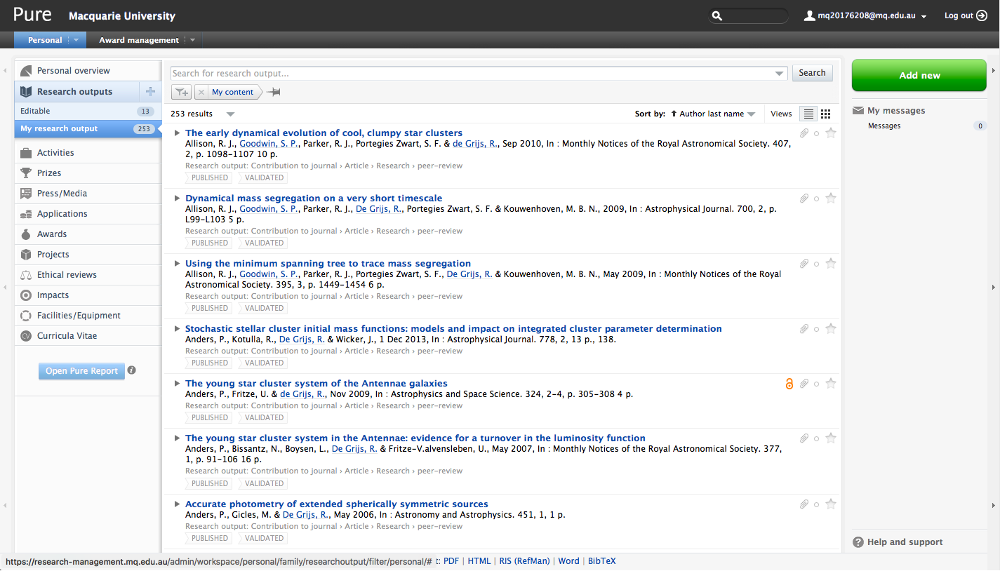 Pure Macquarie University
mq20176208@mq.edu.au
Log out
Personal
Award management
Personal overview
Research outputs
Editable 13
My research output 253
Activities
Prizes
Press/Media
Applications
Awards
Projects
Ethical reviews
Impacts
Facilities/Equipment
CV Curricula Vitae
Open Pure Report i
Search for research output...
Search
My content
253 results
Sort by: Author last name
Views
The early dynamical evolution of cool, clumpy star clusters
Allison, R. J., Goodwin, S. P., Parker, R. J., Portegies Zwart, S. F. & de Grijs, R., Sep 2010, In : Monthly Notices of the Royal Astronomical Society. 407,
2, p. 1098-1107 10 p.
Research output: Contribution to journal › Article › Research › peer-review
PUBLISHED VALIDATED
Dynamical mass segregation on a very short timescale
Allison, R. J., Goodwin, S. P., Parker, R. J., De Grijs, R., Portegies Zwart, S. F. & Kouwenhoven, M. B. N., 2009, In : Astrophysical Journal. 700, 2, p.
L99-L103 5 p.
Research output: Contribution to journal › Article › Research › peer-review
PUBLISHED VALIDATED
Using the minimum spanning tree to trace mass segregation
Allison, R. J., Goodwin, S. P., Parker, R. J., Portegies Zwart, S. F., De Grijs, R. & Kouwenhoven, M. B. N., May 2009, In : Monthly Notices of the Royal
Astronomical Society. 395, 3, p. 1449-1454 6 p.
Research output: Contribution to journal › Article › Research › peer-review
PUBLISHED VALIDATED
Stochastic stellar cluster initial mass functions: models and impact on integrated cluster parameter determination
Anders, P., Kotulla, R., De Grijs, R. & Wicker, J., 1 Dec 2013, In : Astrophysical Journal. 778, 2, 13 p., 138.
Research output: Contribution to journal › Article › Research › peer-review
PUBLISHED VALIDATED
The young star cluster system of the Antennae galaxies
Anders, P., Fritze, U. & de Grijs, R., Nov 2009, In : Astrophysics and Space Science. 324, 2-4, p. 305-308 4 p.
Research output: Contribution to journal › Article › Research › peer-review
PUBLISHED VALIDATED
The young star cluster system in the Antennae: evidence for a turnover in the luminosity function
Anders, P., Bissantz, N., Boysen, L., De Grijs, R. & Fritze-V.alvensleben, U., May 2007, In : Monthly Notices of the Royal Astronomical Society. 377,
1, p. 91-106 16 p.
Research output: Contribution to journal › Article › Research › peer-review
PUBLISHED VALIDATED
Accurate photometry of extended spherically symmetric sources
Anders, P., Gicles, M. & De Grijs, R., May 2006, In : Astronomy and Astrophysics. 451, 1, 1 p.
Research output: Contribution to journal › Article › Research › peer-review
PUBLISHED VALIDATED
Add new
My messages
Messages 0
? Help and support
https://research-management.mq.edu.au/admin/workspace/personal/family/researchoutput/filter/personal/# t: PDF | HTML | RIS (RefMan) | Word | BibTeX